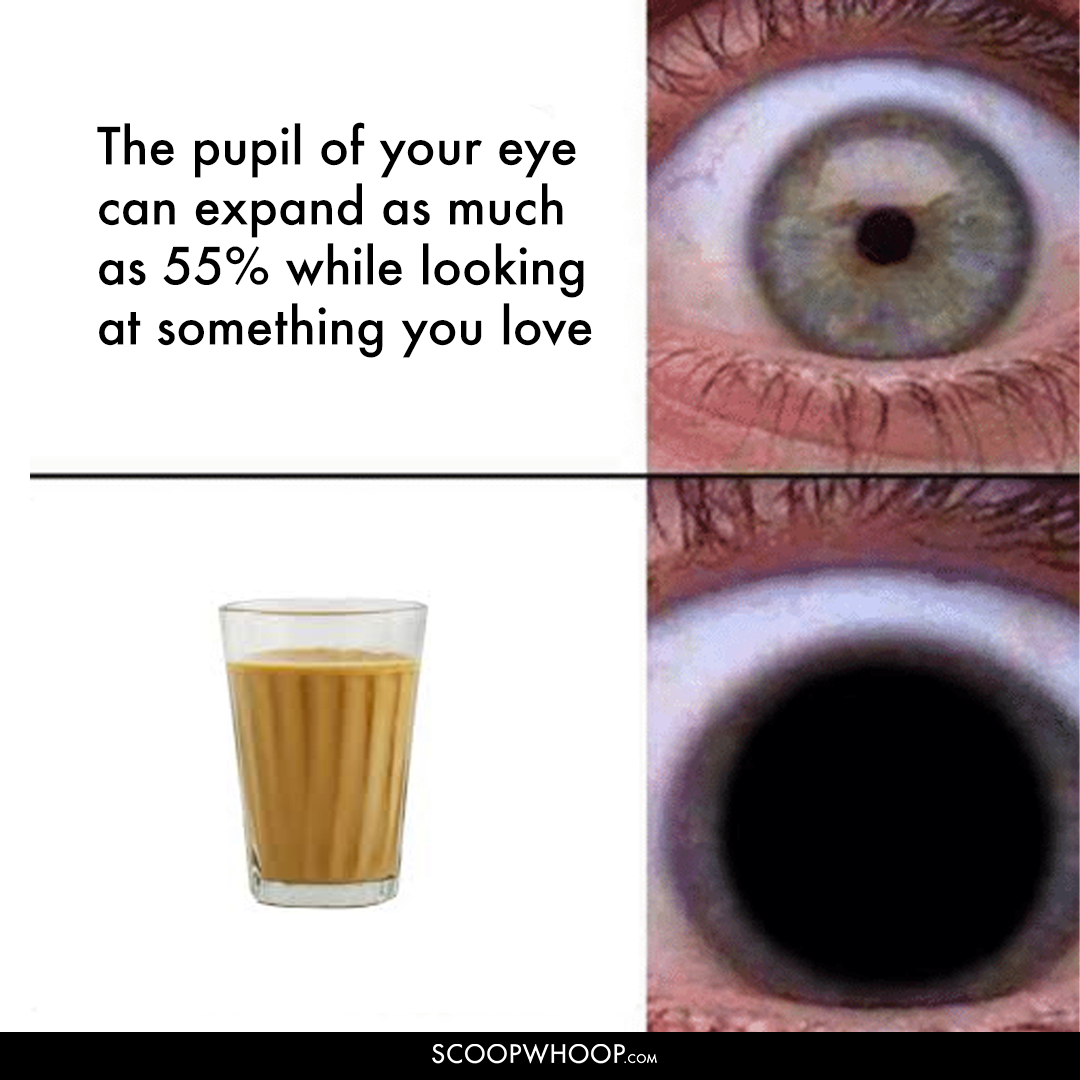 The pupil of your eye
can expand as much
as 55% while looking
at something you love
SCOOPWHOOP.COM